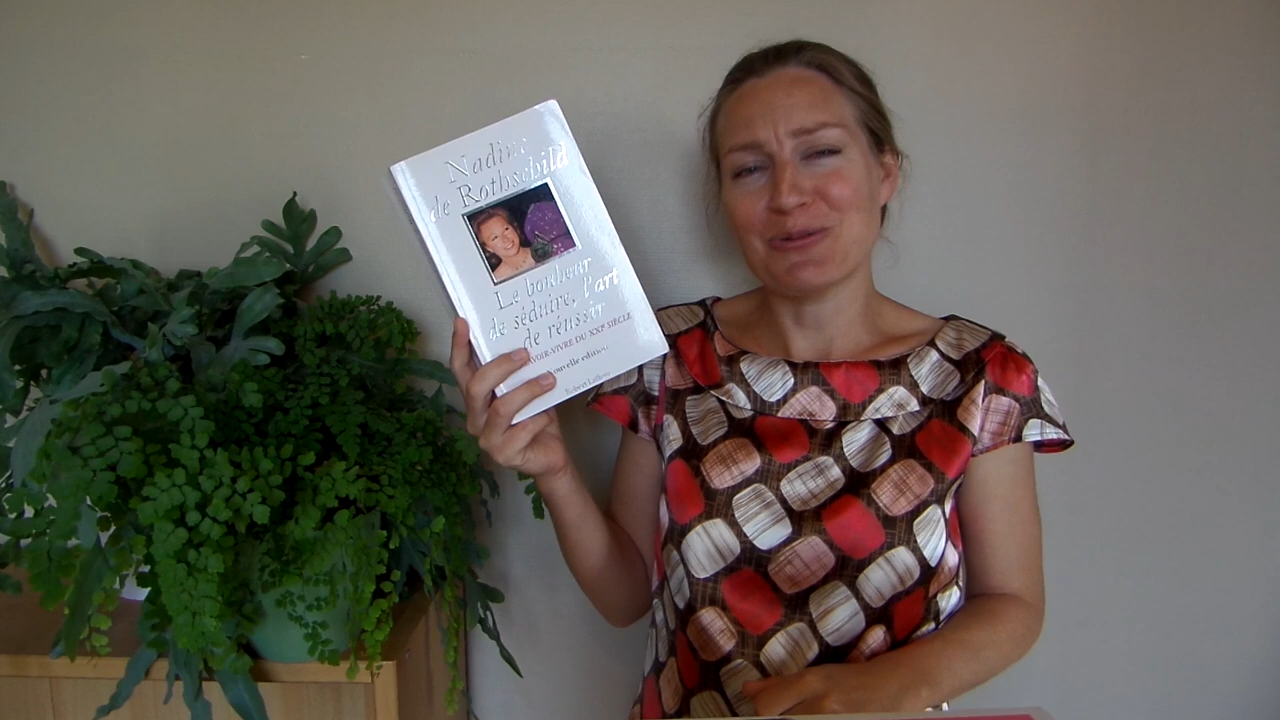 Nadine
de Rothschild
Le bonheur
de séduire, l'art
de réussir
SAVOIR-VIVRE DU XXIe SIÈCLE
Nouvelle édition
Robert Laffont